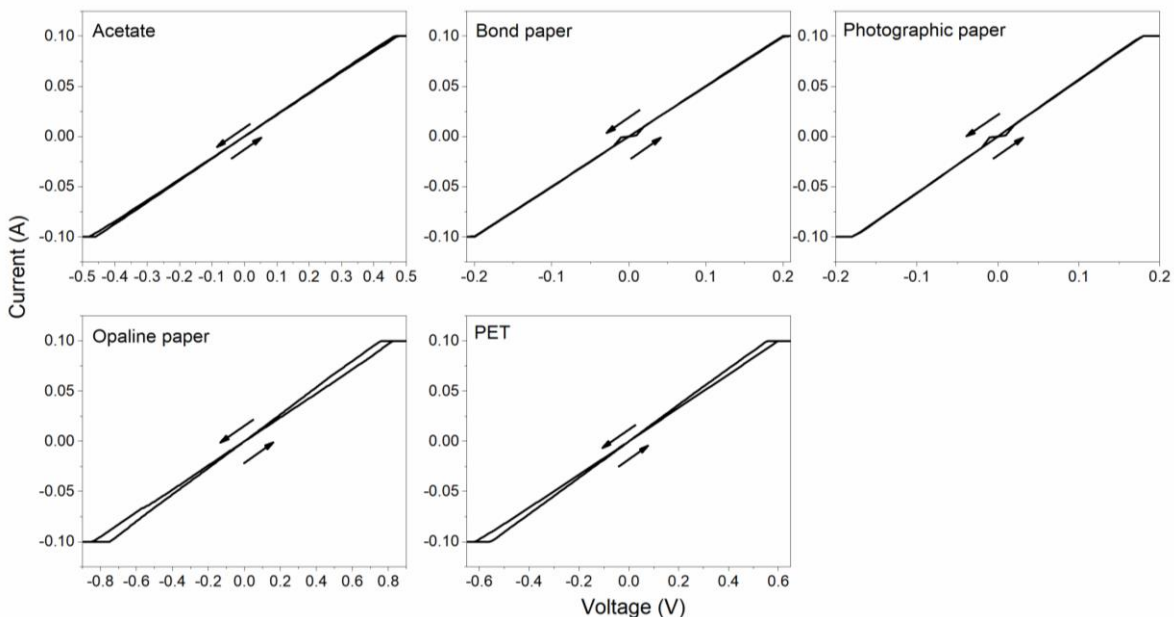 Acetate
0.10
0.05
0.00
-0.05
-0.10
-0.5 -0.4 -0.3 -0.2 -0.1 0.0 0.1 0.2 0.3 0.4 0.5
Bond paper
0.10
0.05
0.00
-0.05
-0.10
-0.2 -0.1 0.0 0.1 0.2
Photographic paper
0.10
0.05
0.00
-0.05
-0.10
-0.2 -0.1 0.0 0.1 0.2
Current (A)
Opaline paper
0.10
0.05
0.00
-0.05
-0.10
-0.8 -0.6 -0.4 -0.2 0.0 0.2 0.4 0.6 0.8
PET
0.10
0.05
0.00
-0.05
-0.10
-0.6 -0.4 -0.2 0.0 0.2 0.4 0.6
Voltage (V)